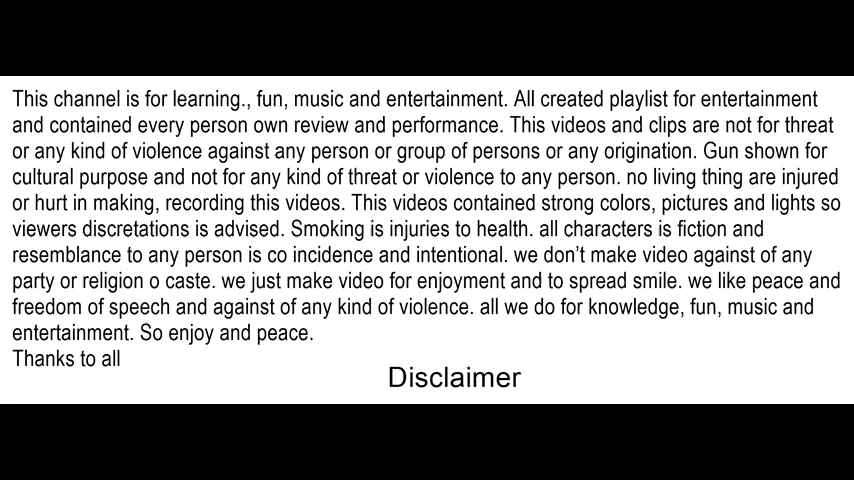 This channel is for learning., fun, music and entertainment. All created playlist for entertainment
and contained every person own review and performance. This videos and clips are not for threat
or any kind of violence against any person or group of persons or any origination. Gun shown for
cultural purpose and not for any kind of threat or violence to any person. no living thing are injured
or hurt in making, recording this videos. This videos contained strong colors, pictures and lights so
viewers discretations is advised. Smoking is injuries to health. all characters is fiction and
resemblance to any person is co incidence and intentional. we don't make video against of any
party or religion o caste. we just make video for enjoyment and to spread smile. we like peace and
freedom of speech and against of any kind of violence. all we do for knowledge, fun, music and
entertainment. So enjoy and peace.
Thanks to all
Disclaimer